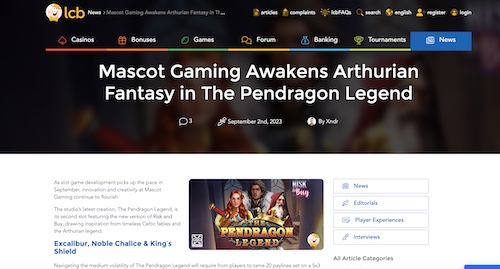 lcb
News > Mascot Gaming Awakens Arthurian Fantasy in Th...
articles
complaints
lcbFAQs
search
english
register
login
Casinos
Bonuses
Games
Forum
Banking
Tournaments
News
Mascot Gaming Awakens Arthurian
Fantasy in The Pendragon Legend
3
September 2nd, 2023
By Xndr
As slot game development picks up the pace in
September, innovation and creativity at Mascot
Gaming continue to flourish.
The studio's latest creation, The Pendragon Legend, is
its second slot featuring the new version of Risk and
Buy, drawing inspiration from timeless Celtic fables and
the Arthurian legend.
Excalibur, Noble Chalice & King's
Shield
Navigating the medium volatility of The Pendragon Legend will require from players to tame 20 paylines set on a 5x3
RISK
Buy
THE
PENDRAGON
LEGEND
News
Editorials
Player Experiences
Interviews
All Article Categories